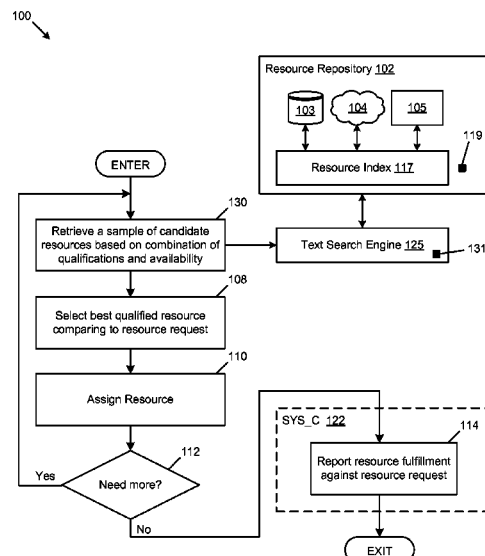 100
Resource Repository 102
103
104
105
119
Resource Index 117
ENTER
130
Retrieve a sample of candidate
resources based on combination of
qualifications and availability
Text Search Engine 125
131
108
Select best qualified resource
comparing to resource request
110
Assign Resource
SYS_C 122
114
112
Yes
Need more?
Report resource fulfillment
against resource request
No
EXIT